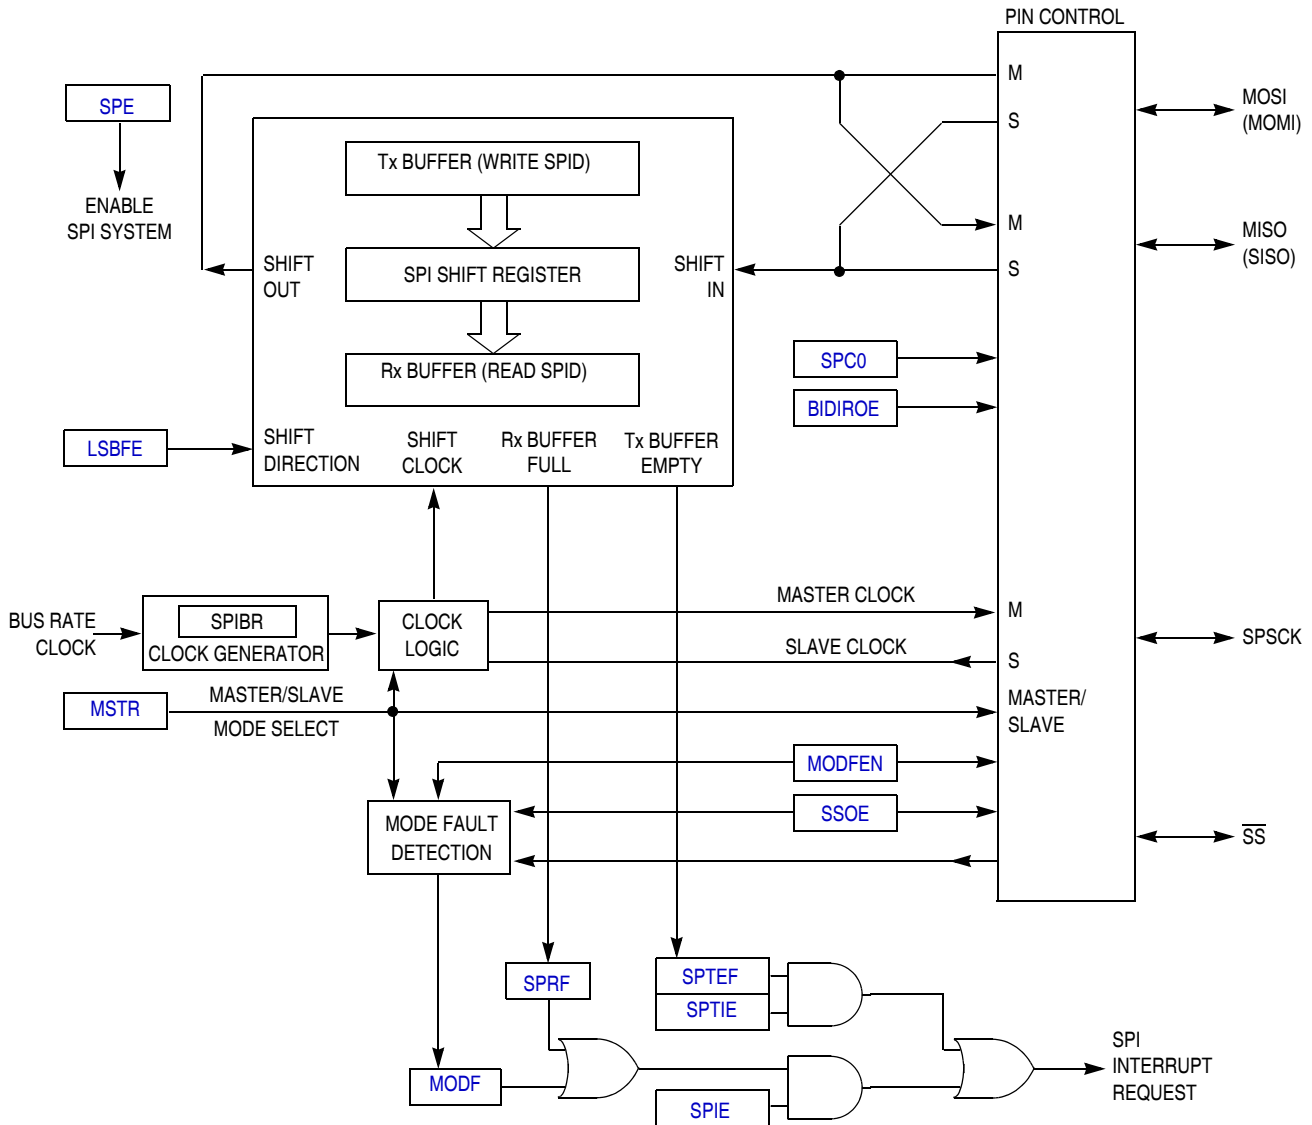 PIN CONTROL
M
SPE
MOSI
(MOMI)
S
Tx BUFFER (WRITE SPID)
ENABLE
SPI SYSTEM
M
MISO
(SISO)
SHIFT
OUT
SPI SHIFT REGISTER
SHIFT
IN
S
SPC0
Rx BUFFER (READ SPID)
BIDIROE
LSBFE
SHIFT
DIRECTION
SHIFT
CLOCK
Rx BUFFER
FULL
Tx BUFFER
EMPTY
MASTER CLOCK
M
BUS RATE
CLOCK
SPIBR
CLOCK GENERATOR
CLOCK
LOGIC
SLAVE CLOCK
S
SPSCK
MSTR
MASTER/SLAVE
MODE SELECT
MASTER/
SLAVE
MODFEN
SSOE
MODE FAULT
DETECTION
SS
SPRF
SPTEF
SPTIE
MODF
SPIE
SPI
INTERRUPT
REQUEST